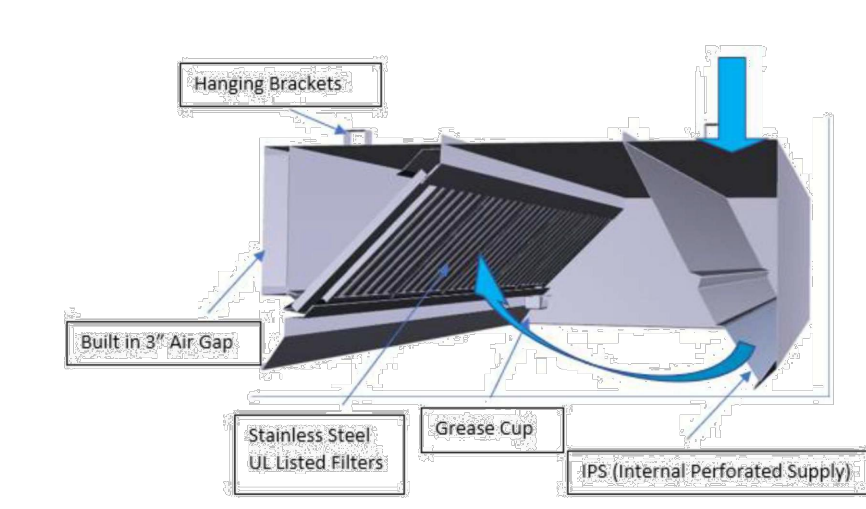 Hanging Brackets
Built in 3” Air Gap
Stainless Steel
UL Listed Filters
Grease Cup
IPS (Internal Perforated Supply)